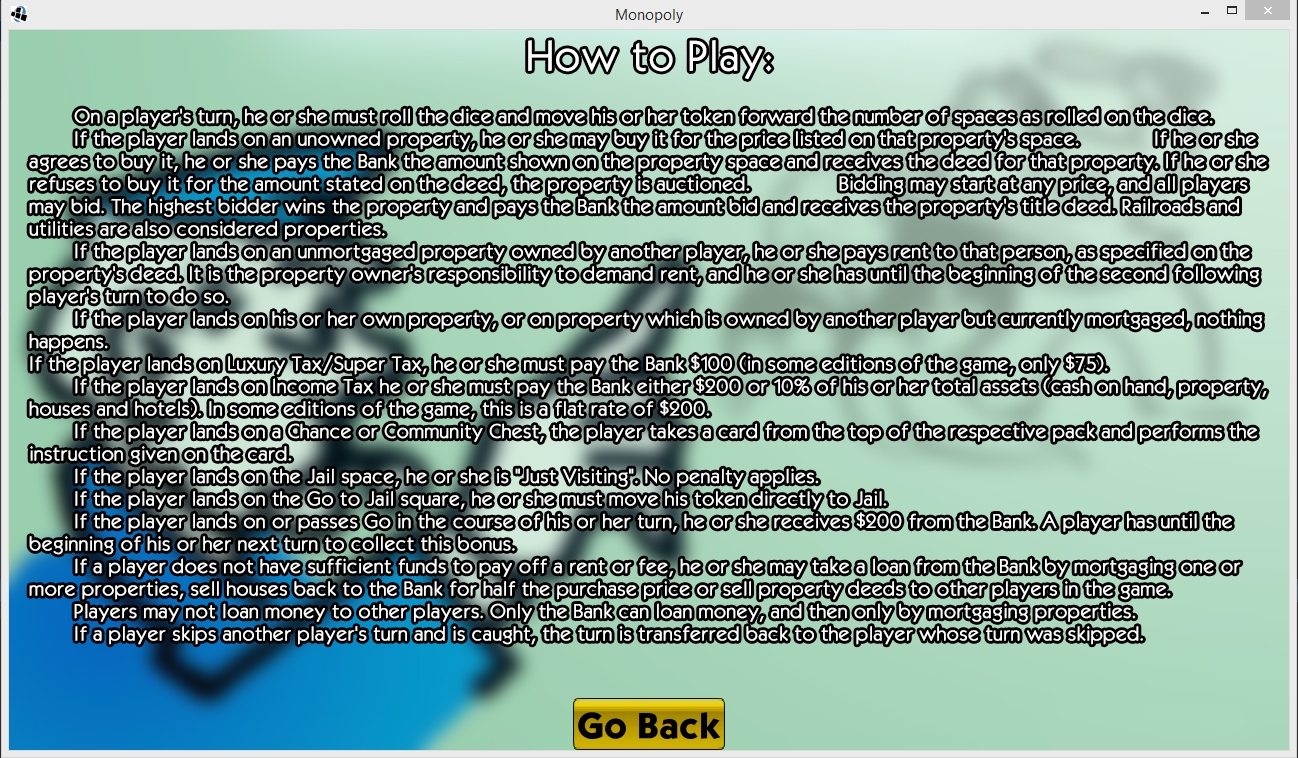 Monopoly
How to Play:
On a player's turn, he or she must roll the dice and move his or her token forward the number of spaces as rolled on the dice.
If the player lands on an unowned property, he or she may buy it for the price listed on that property's space. If he or she
agrees to buy it, he or she pays the Bank the amount shown on the property space and receives the deed for that property. If he or she
refuses to buy it for the amount stated on the deed, the property is auctioned. Bidding may start at any price, and all players
may bid. The highest bidder wins the property and pays the Bank the amount bid and receives the property's title deed. Railroads and
utilities are also considered properties.
If the player lands on an unmortgaged property owned by another player, he or she pays rent to that person, as specified on the
property's deed. It is the property owner's responsibility to demand rent, and he or she has until the beginning of the second following
player's turn to do so.
If the player lands on his or her own property, or on property which is owned by another player but currently mortgaged, nothing
happens.
If the player lands on Luxury Tax/Super Tax, he or she must pay the Bank $100 (in some editions of the game, only $75).
If the player lands on Income Tax he or she must pay the Bank either $200 or 10% of his or her total assets (cash on hand, property,
houses and hotels). In some editions of the game, this is a flat rate of $200.
If the player lands on a Chance or Community Chest, the player takes a card from the top of the respective pack and performs the
instruction given on the card.
If the player lands on the Jail space, he or she is "Just Visiting". No penalty applies.
If the player lands on the Go to Jail square, he or she must move his token directly to Jail.
If the player lands on or passes Go in the course of his or her turn, he or she receives $200 from the Bank. A player has until the
beginning of his or her next turn to collect this bonus.
If a player does not have sufficient funds to pay off a rent or fee, he or she may take a loan from the Bank by mortgaging one or
more properties, sell houses back to the Bank for half the purchase price or sell property deeds to other players in the game.
Players may not loan money to other players. Only the Bank can loan money, and then only by mortgaging properties.
If a player skips another player's turn and is caught, the turn is transferred back to the player whose turn was skipped.
Go Back